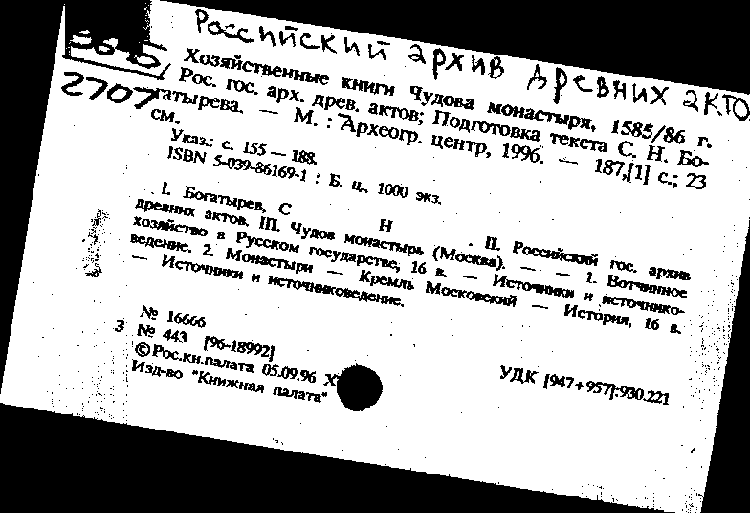 Российский архив древних акто
96-5
2707
Хозяйственные книги Чудова монастыря, 1585/86 г.
Рос. гос. арх. древ. актов; Подготовка текста С. Н. Бо-
гатырева. — М. : Археогр. центр, 1996. — 187,[1] с.; 23
см.
Указ.: с. 155 — 188.
ISBN 5-039-86169-1 : Б. ц., 1000 экз.
I. Богатырев, С Н . II. Российский гос. архив
древних актов. III. Чудов монастырь (Москва). — — 1. Вотчинное
хозяйство в Русском государстве, 16 в. — Источники и источнико-
ведение. 2. Монастыри — Кремль Московский — История, 16 в.
— Источники и источниковедение.
№ 16666
3 № 443 [96-18992]
© Рос.кн.палата 05.09.96 Х
Изд-во "Книжная палата"
УДК [947+957]:930.221